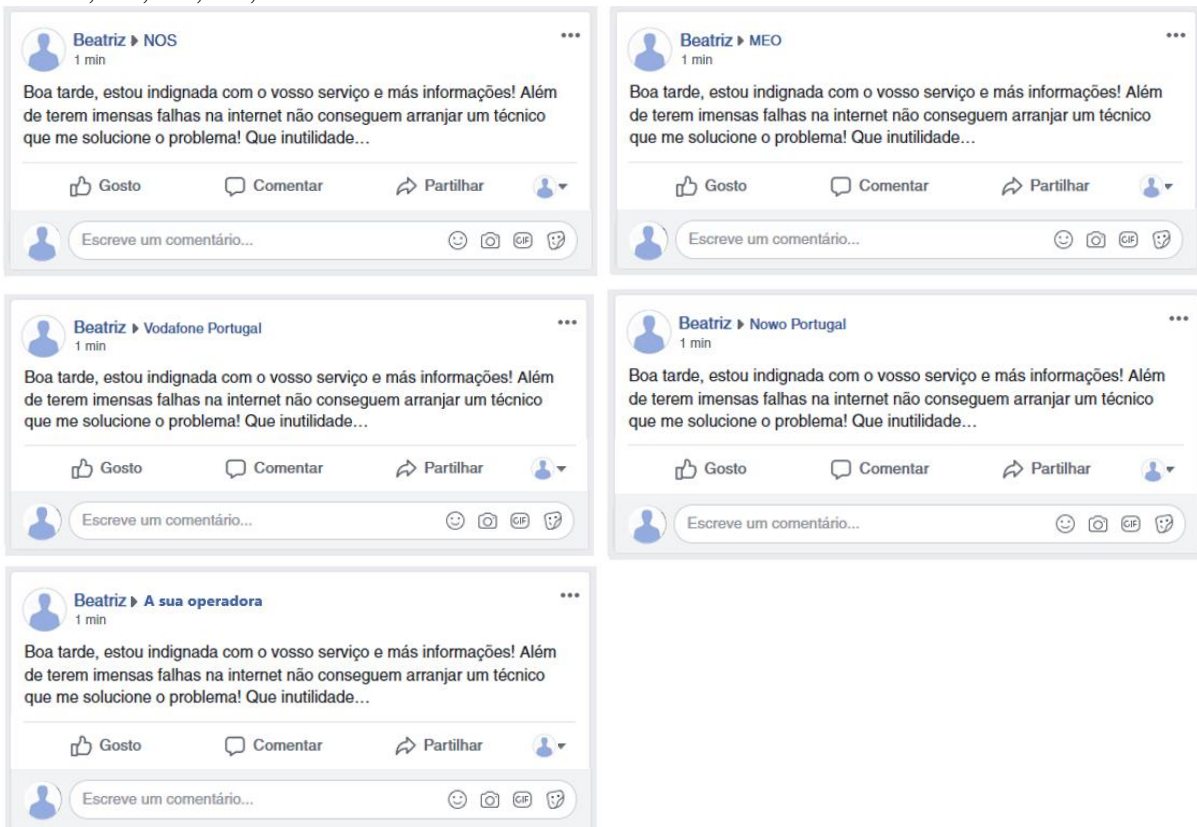 Beatriz ▸ NOS
1 min
Boa tarde, estou indignada com o vosso serviço e más informações! Além
de terem imensas falhas na internet não conseguem arranjar um técnico
que me solucione o problema! Que inutilidade…
Gosto Comentar Partilhar
Escreve um comentário... GIF
Beatriz ▸ MEO
1 min
Boa tarde, estou indignada com o vosso serviço e más informações! Além
de terem imensas falhas na internet não conseguem arranjar um técnico
que me solucione o problema! Que inutilidade…
Gosto Comentar Partilhar
Escreve um comentário... GIF
Beatriz ▸ Vodafone Portugal
1 min
Boa tarde, estou indignada com o vosso serviço e más informações! Além
de terem imensas falhas na internet não conseguem arranjar um técnico
que me solucione o problema! Que inutilidade…
Gosto Comentar Partilhar
Escreve um comentário... GIF
Beatriz ▸ Nowo Portugal
1 min
Boa tarde, estou indignada com o vosso serviço e más informações! Além
de terem imensas falhas na internet não conseguem arranjar um técnico
que me solucione o problema! Que inutilidade…
Gosto Comentar Partilhar
Escreve um comentário... GIF
Beatriz ▸ A sua operadora
1 min
Boa tarde, estou indignada com o vosso serviço e más informações! Além
de terem imensas falhas na internet não conseguem arranjar um técnico
que me solucione o problema! Que inutilidade…
Gosto Comentar Partilhar
Escreve um comentário... GIF